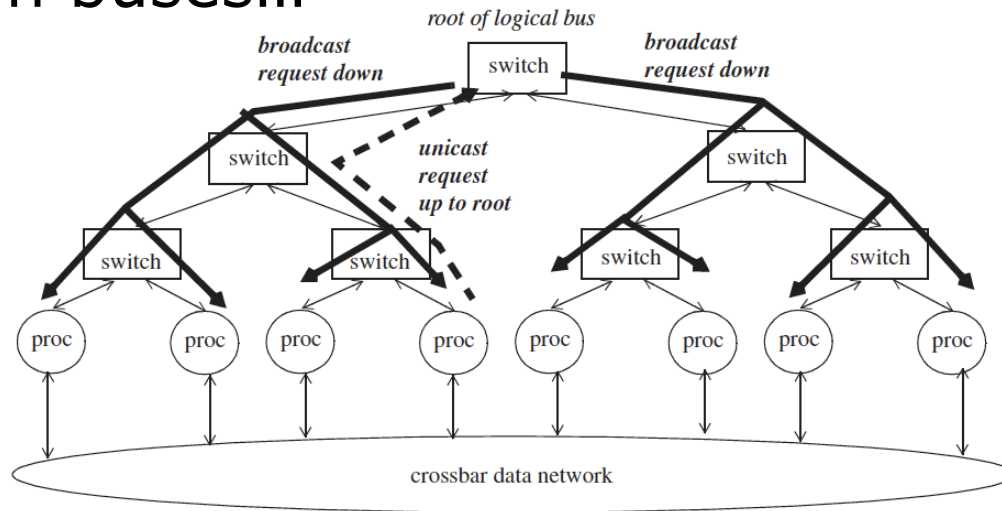 buses...
root of logical bus
broadcast
request down
switch
broadcast
request down
switch
unicast
request
up to root
switch
switch
switch
switch
switch
proc
proc
proc
proc
proc
proc
proc
proc
crossbar data network